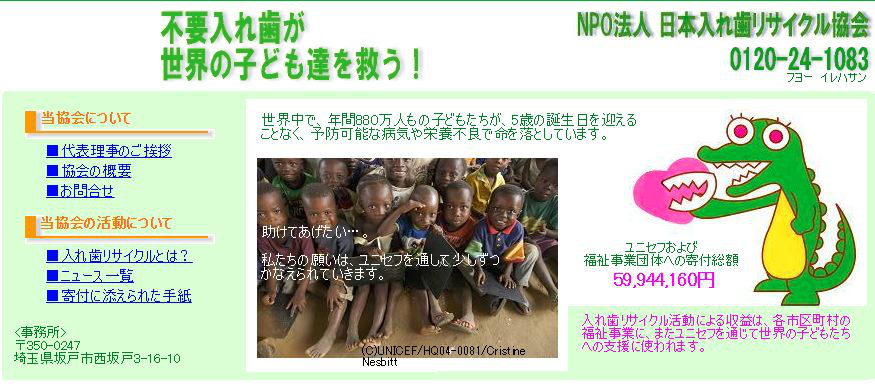 不要入れ歯が
世界の子ども達を救う！
NPO法人 日本入れ歯リサイクル協会
0120-24-1083
フヨー イレハサン
当協会について
■代表理事のご挨拶
■協会の概要
■お問合せ
当協会の活動について
■入れ歯リサイクルとは？
■ニュース一覧
■寄付に添えられた手紙
<事務所>
〒350-0247
埼玉県坂戸市西坂戸3-16-10
世界中で、年間880万人もの子どもたちが、5歳の誕生日を迎える
ことなく、予防可能な病気や栄養不良で命を落としています。
助けてあげたい…。
私たちの願いは、ユニセフを通して少しずつ
かなえられていきます。
(C)UNICEF/HQ04-0081/Cristine
Nesbitt
ユニセフおよび
福祉事業団体への寄付総額
59,944,160円
入れ歯リサイクル活動による収益は、各市区町村の
福祉事業に、またユニセフを通じて世界の子どもたち
への支援に使われます。